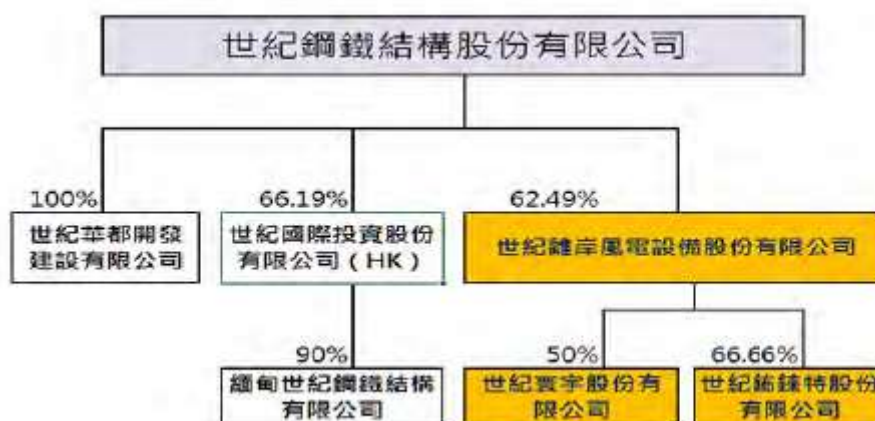 世紀鋼鐵結構股份有限公司
100%
66.19%
62.49%
世紀華都開發
建設有限公司
世紀國際投資股份
有限公司 ( HK )
世紀離岸風電設備股份有限公司
90%
50%
66.66%
緬甸世紀鋼鐵結構
有限公司
世紀寰宇股份有
限公司
世紀銥鍊特股份
有限公司